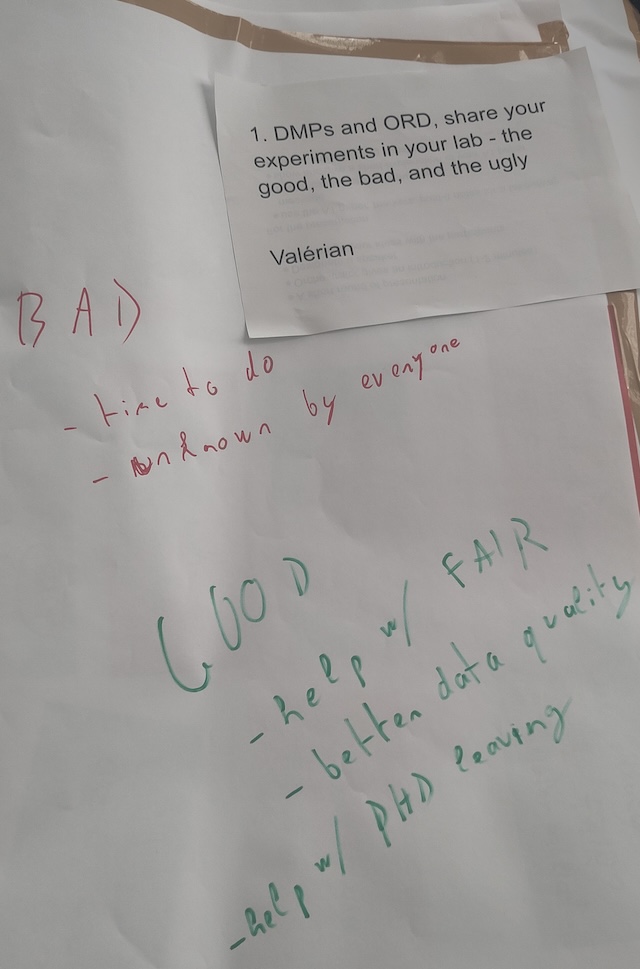 1. DMPs and ORD, share your
experiments in your lab - the
good, the bad, and the ugly
Valérian
BAD
- time to do
- unknown by everyone
GOOD
- help w/ FAIR
- better data quality
- help w/ PHD leaving